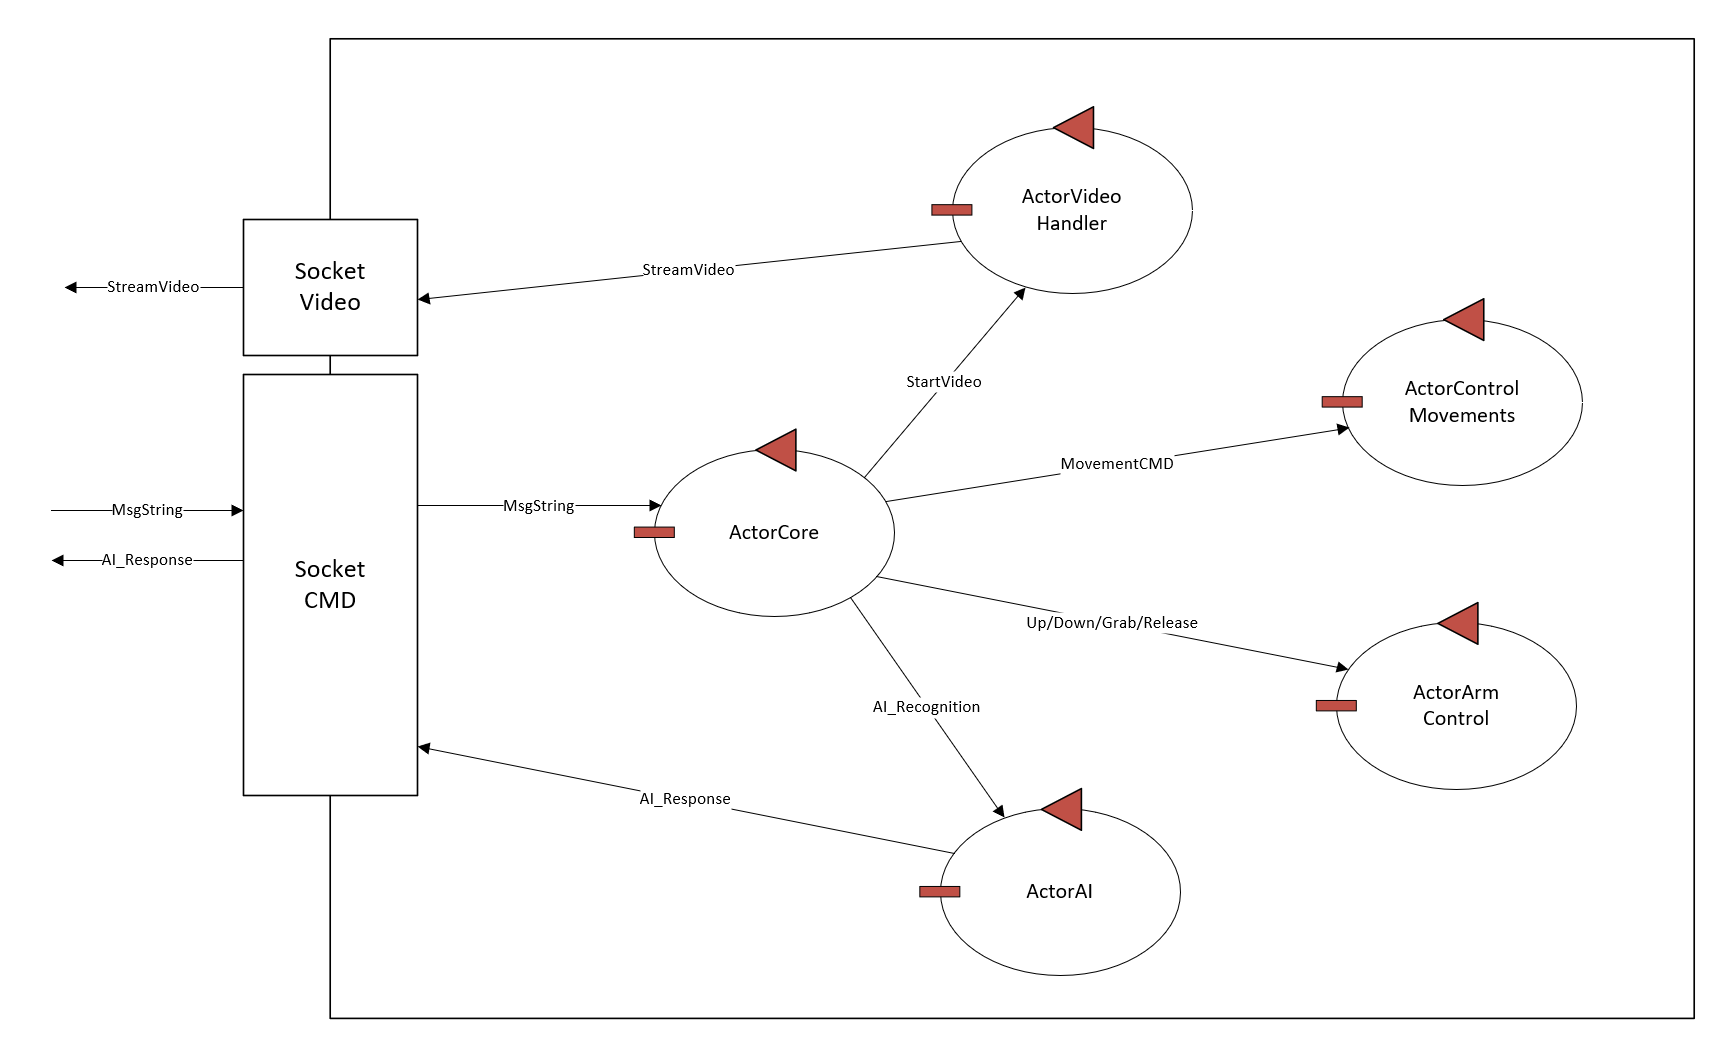 ActorVideo
Handler
Socket
Video
StreamVideo
StreamVideo
StartVideo
ActorControl
Movements
MovementCMD
MsgString
AI_Response
Socket
CMD
MsgString
ActorCore
Up/Down/Grab/Release
ActorArm
Control
AI_Recognition
AI_Response
ActorAI